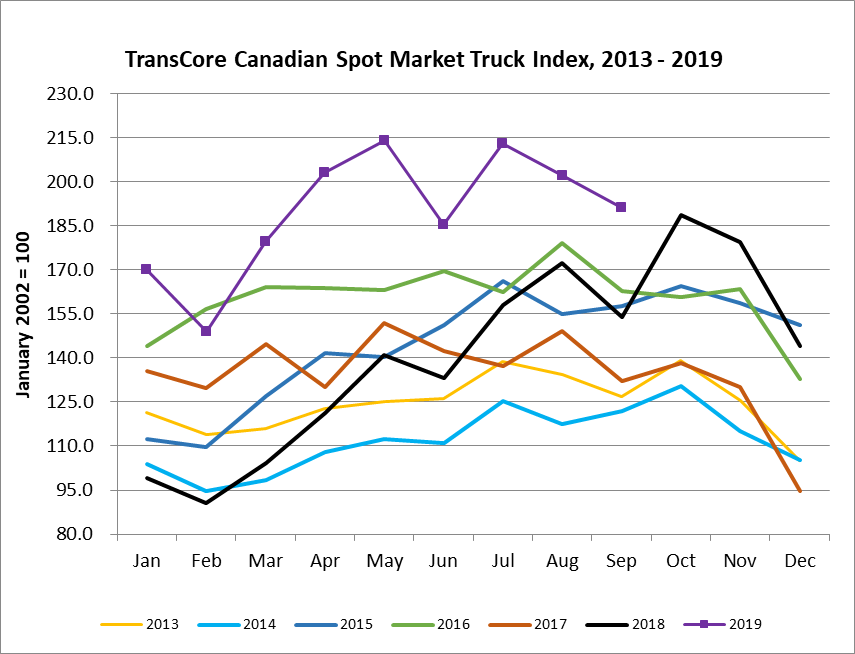 TransCore Canadian Spot Market Truck Index, 2013 - 2019
January 2002 = 100
230.0
215.0
200.0
185.0
170.0
155.0
140.0
125.0
110.0
95.0
80.0
Jan Feb Mar Apr May Jun Jul Aug Sep Oct Nov Dec
2013 2014 2015 2016 2017 2018 2019